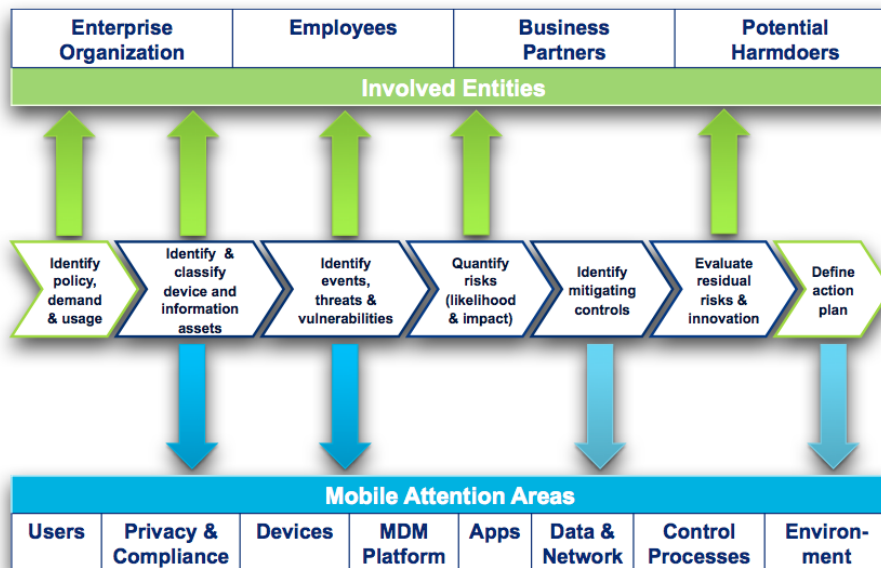 Enterprise
Organization
Employees
Business
Partners
Potential
Harmdoers
Involved Entities
Identify
policy,
demand
& usage
Identify &
classify
device and
information
assets
Identify
events,
threats &
vulnerabilities
Quantify
risks
(likelihood
& impact)
Identify
mitigating
controls
Evaluate
residual
risks &
innovation
Define
action
plan
Mobile Attention Areas
Users
Privacy &
Compliance
Devices
MDM
Platform
Apps
Data &
Network
Control
Processes
Environ-
ment